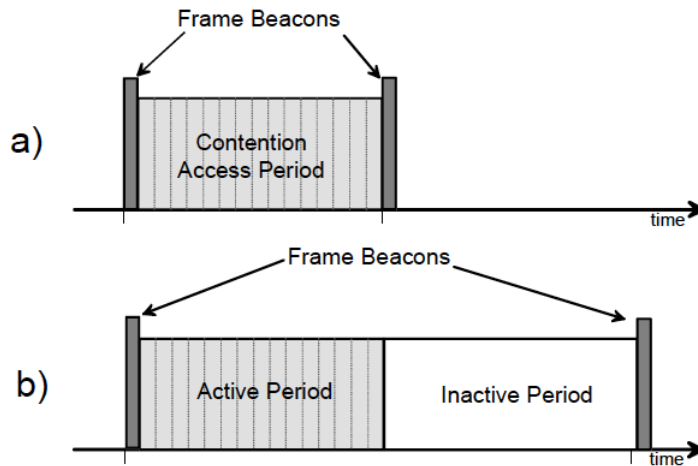 Frame Beacons
a)
Contention
Access Period
time
Frame Beacons
b)
Active Period
Inactive Period
time